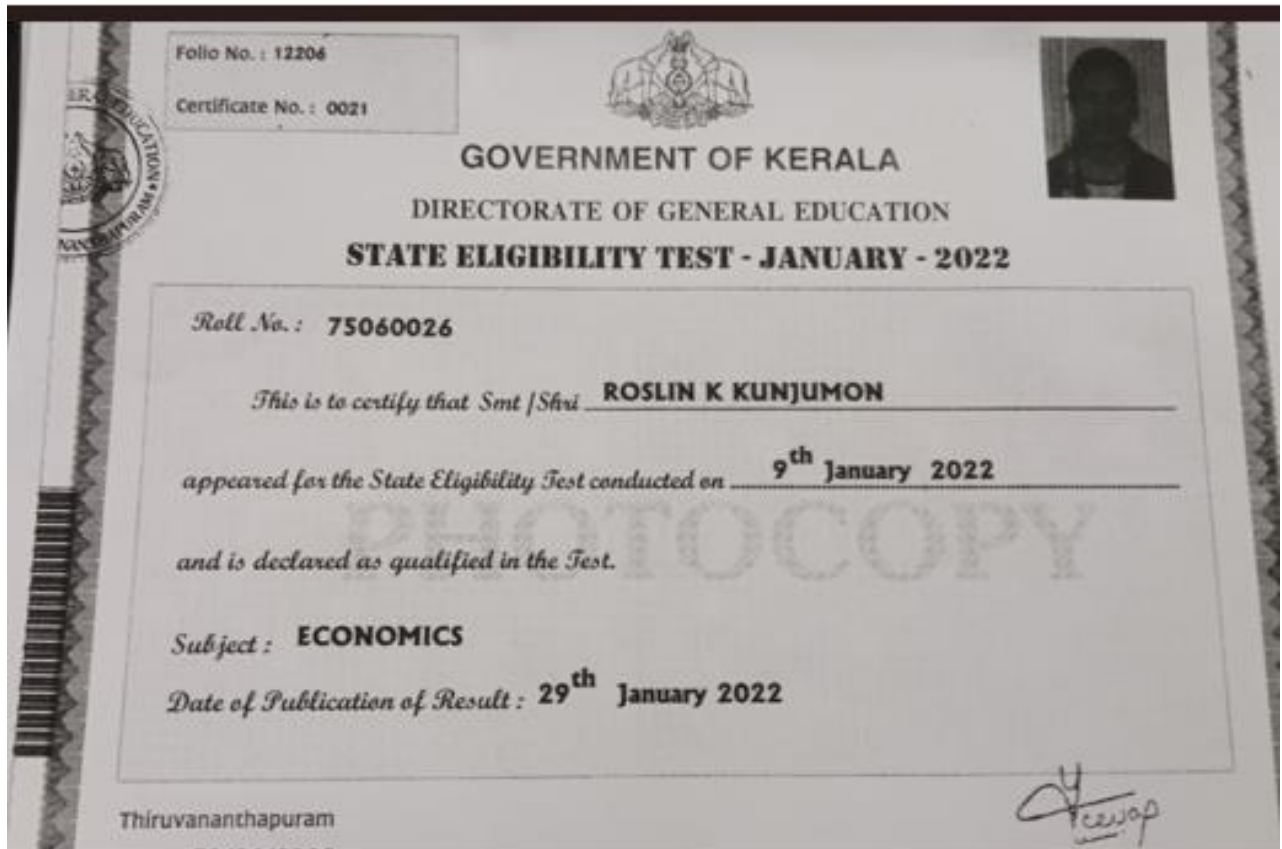 Folio No. : 12206
Certificate No. : 0021
GOVERNMENT OF KERALA
DIRECTORATE OF GENERAL EDUCATION
STATE ELIGIBILITY TEST - JANUARY - 2022
Roll No. : 75060026
This is to certify that Smt /Shri ROSLIN K KUNJUMON
appeared for the State Eligibility Test conducted on 9th January 2022
PHOTOCOPY
and is declared as qualified in the Test.
Subject : ECONOMICS
Date of Publication of Result : 29th January 2022
Thiruvananthapuram